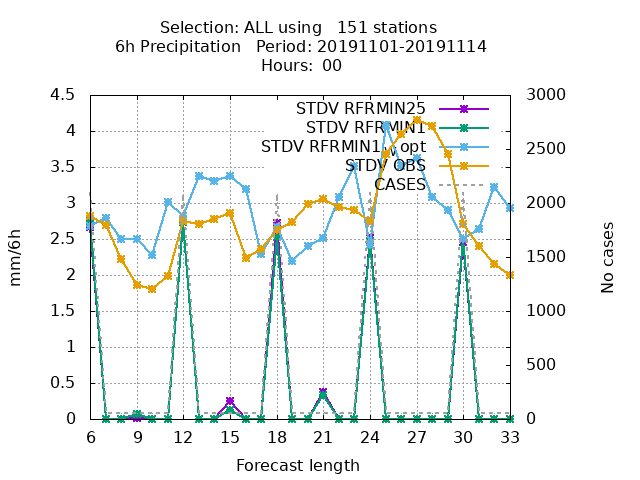 Selection: ALL using   151 stations
6h Precipitation   Period: 20191101-20191114
Hours: 00
4.5
4
3.5
3
2.5
2
1.5
1
0.5
0
mm/6h
STDV RFRMIN25
STDV RFRMIN1
STDV OBS
CASES
3000
2500
2000
1500
1000
500
0
No cases
6 9 12 15 18 21 24 27 30 33
Forecast length